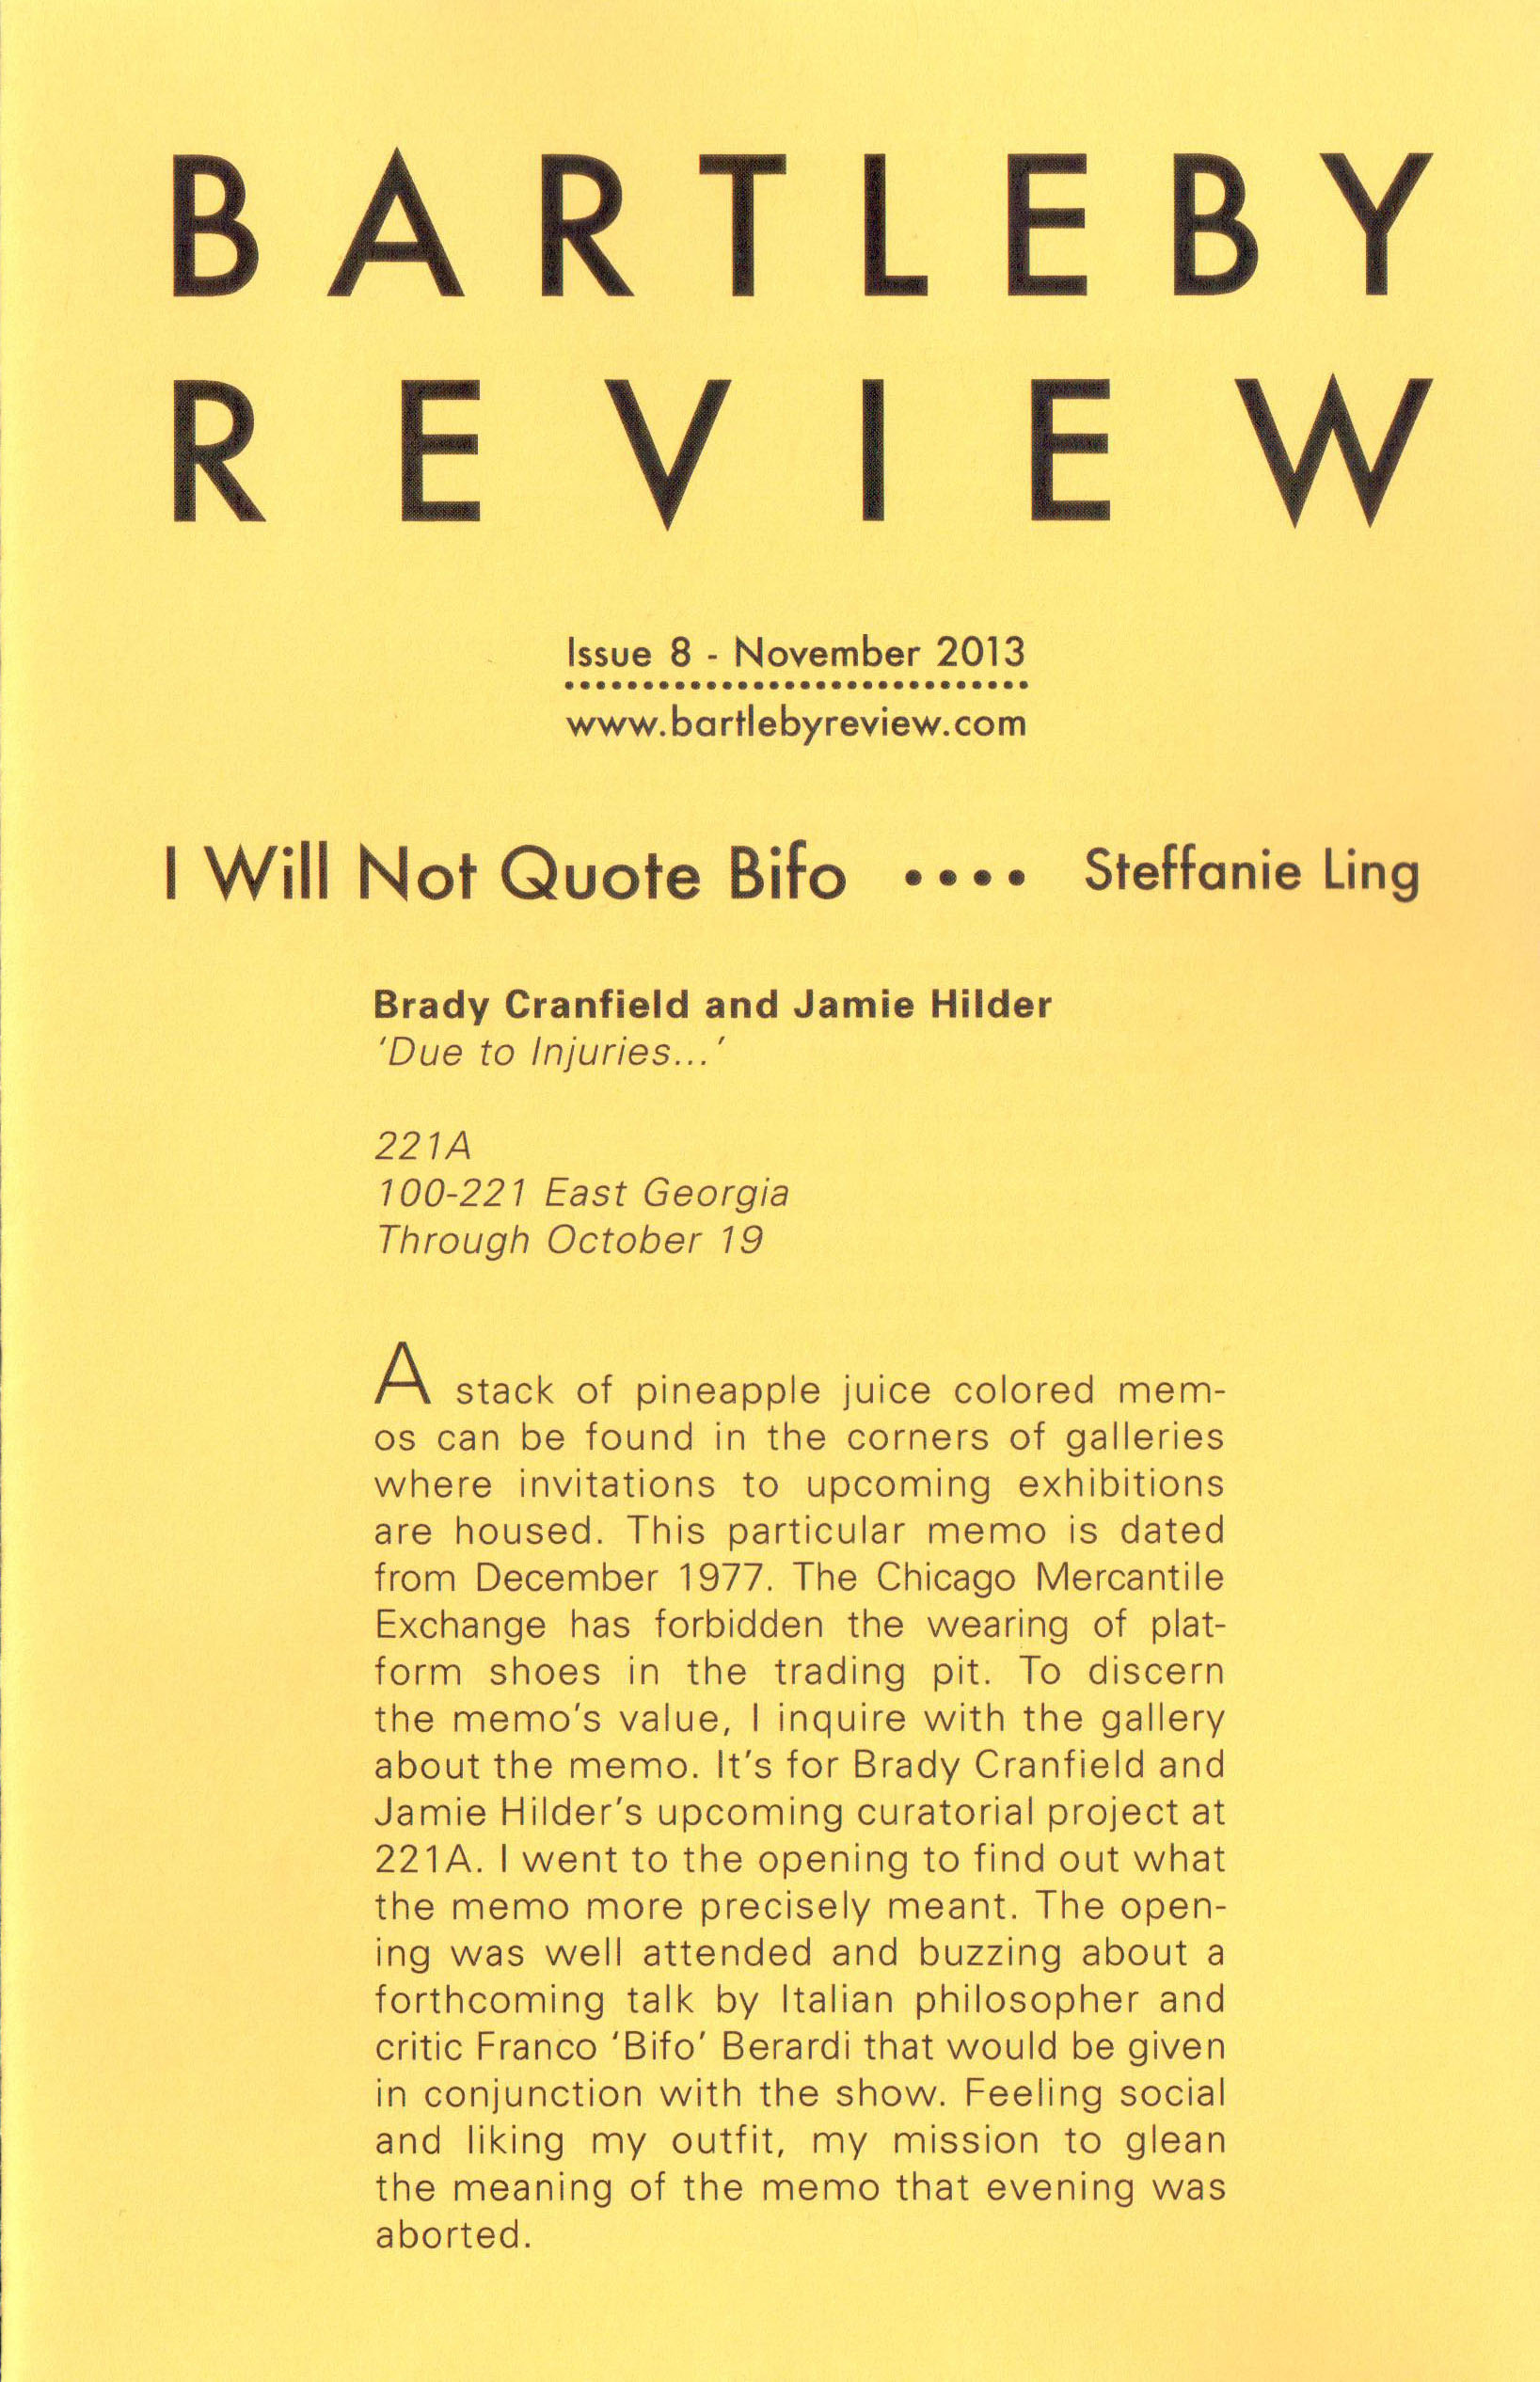 BARTLEBY
REVIEW
Issue 8 - November 2013
www.bartlebyreview.com
I Will Not Quote Bifo •••• Steffanie Ling
Brady Cranfield and Jamie Hilder
'Due to Injuries...'
221A
100-221 East Georgia
Through October 19
A stack of pineapple juice colored mem-
os can be found in the corners of galleries
where invitations to upcoming exhibitions
are housed. This particular memo is dated
from December 1977. The Chicago Mercantile
Exchange has forbidden the wearing of plat-
form shoes in the trading pit. To discern
the memo's value, I inquire with the gallery
about the memo. It's for Brady Cranfield and
Jamie Hilder's upcoming curatorial project at
221A. I went to the opening to find out what
the memo more precisely meant. The open-
ing was well attended and buzzing about a
forthcoming talk by Italian philosopher and
critic Franco 'Bifo' Berardi that would be given
in conjunction with the show. Feeling social
and liking my outfit, my mission to glean
the meaning of the memo that evening was
aborted.